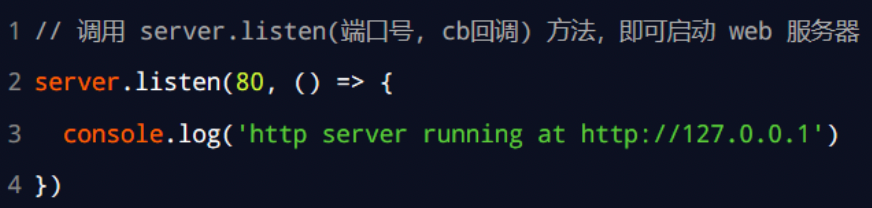 1 // 调用 server.listen(端口号, cb回调) 方法，即可启动 web 服务器
2 server.listen(80, () => {
3   console.log('http server running at http://127.0.0.1')
4 })